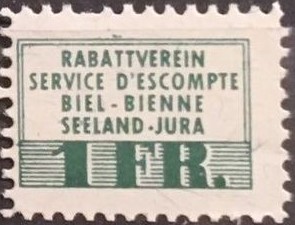 RABATTVEREIN
SERVICE D'ESCOMPTE
BIEL-BIENNE
SEELAND-JURA
1 FR.